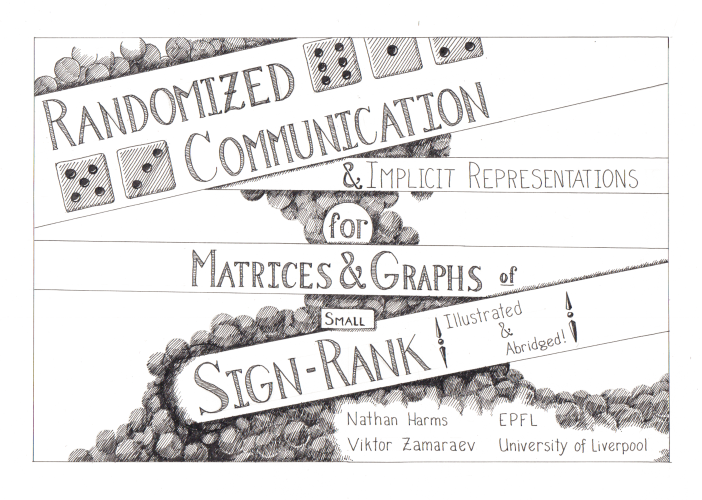 RANDOMIZED
COMMUNICATION
& IMPLICIT REPRESENTATIONS
for
MATRICES & GRAPHS of
SMALL
SIGN-RANK
Illustrated
&
Abridged!
Nathan Harms EPFL
Viktor Zamaraev University of Liverpool